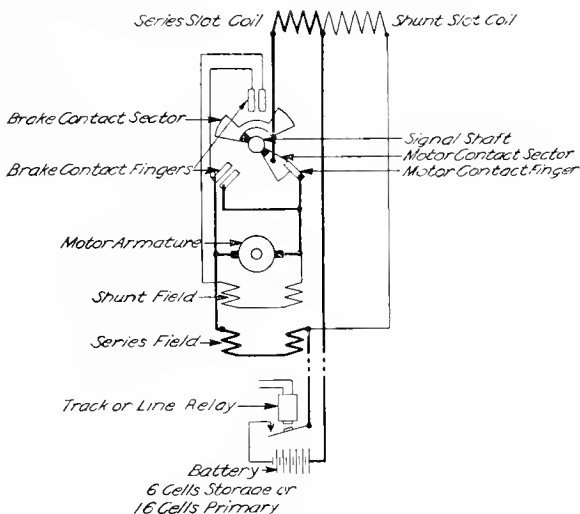 Series Slot Coil
Shunt Slot Coil
Brake Contact Sector
Signal Shaft
Motor Contact Sector
Brake Contact Fingers
Motor Contact Finger
Motor Armature
Shunt Field
Series Field
Track or Line Relay
Battery
6 Cells Storage or
16 Cells Primary